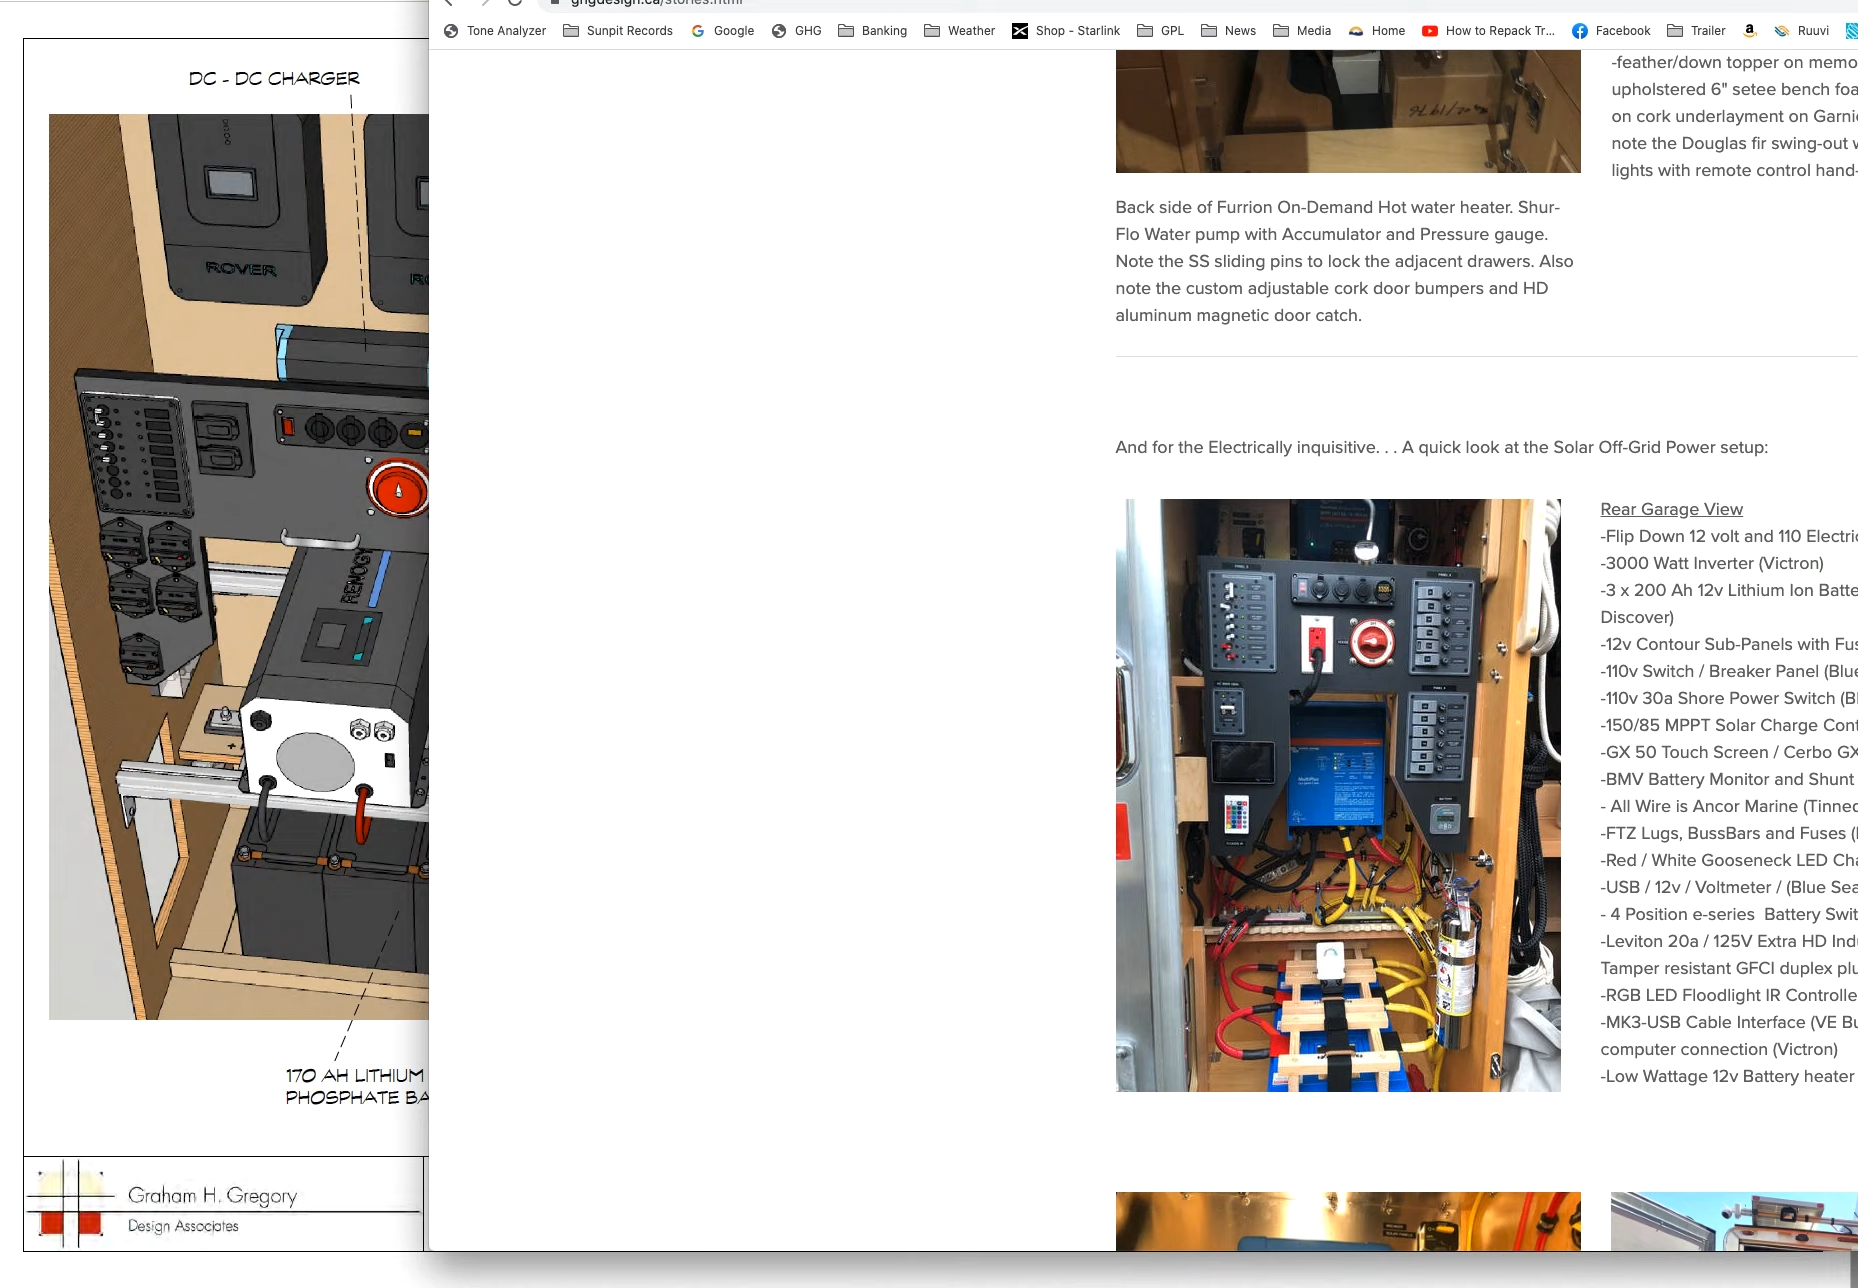 DC - DC CHARGER
ROVER
RENOGY
170 AH LITHIUM
PHOSPHATE BA
Graham H. Gregory
Design Associates
ghgdesign.ca/stories.html
Tone Analyzer
Sunpit Records
Google
GHG
Banking
Weather
Shop - Starlink
GPL
News
Media
Home
How to Repack Tr...
Facebook
Trailer
Ruuvi
Back side of Furrion On-Demand Hot water heater. Shur-
Flo Water pump with Accumulator and Pressure gauge.
Note the SS sliding pins to lock the adjacent drawers. Also
note the custom adjustable cork door bumpers and HD
aluminum magnetic door catch.
-feather/down topper on memo
upholstered 6" setee bench foa
on cork underlayment on Garni
note the Douglas fir swing-out
lights with remote control hand-
And for the Electrically inquisitive. . . A quick look at the Solar Off-Grid Power setup:
Rear Garage View
-Flip Down 12 volt and 110 Electri
-3000 Watt Inverter (Victron)
-3 x 200 Ah 12v Lithium Ion Batte
Discover)
-12v Contour Sub-Panels with Fus
-110v Switch / Breaker Panel (Blue
-110v 30a Shore Power Switch (Bl
-150/85 MPPT Solar Charge Cont
-GX 50 Touch Screen / Cerbo GX
-BMV Battery Monitor and Shunt
- All Wire is Ancor Marine (Tinned
-FTZ Lugs, BussBars and Fuses (
-Red / White Gooseneck LED Cha
-USB / 12v / Voltmeter / (Blue Sea
- 4 Position e-series Battery Swit
-Leviton 20a / 125V Extra HD Indu
Tamper resistant GFCI duplex plu
-RGB LED Floodlight IR Controlle
-MK3-USB Cable Interface (VE Bu
computer connection (Victron)
-Low Wattage 12v Battery heater